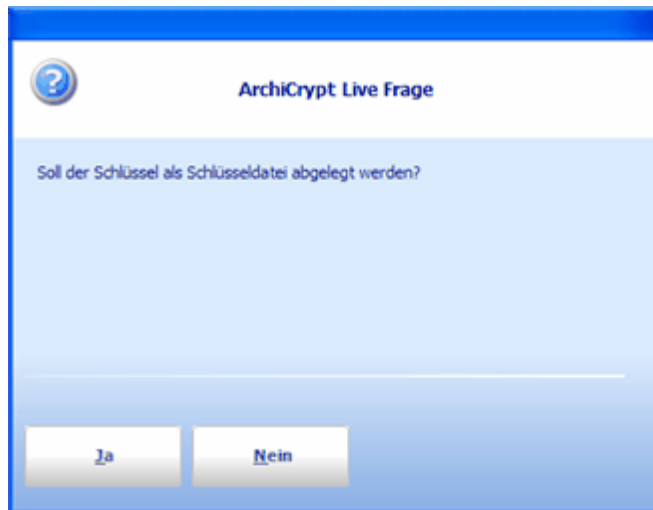 ArchiCrypt Live Frage
Soll der Schlüssel als Schlüsseldatei abgelegt werden?
Ja
Nein